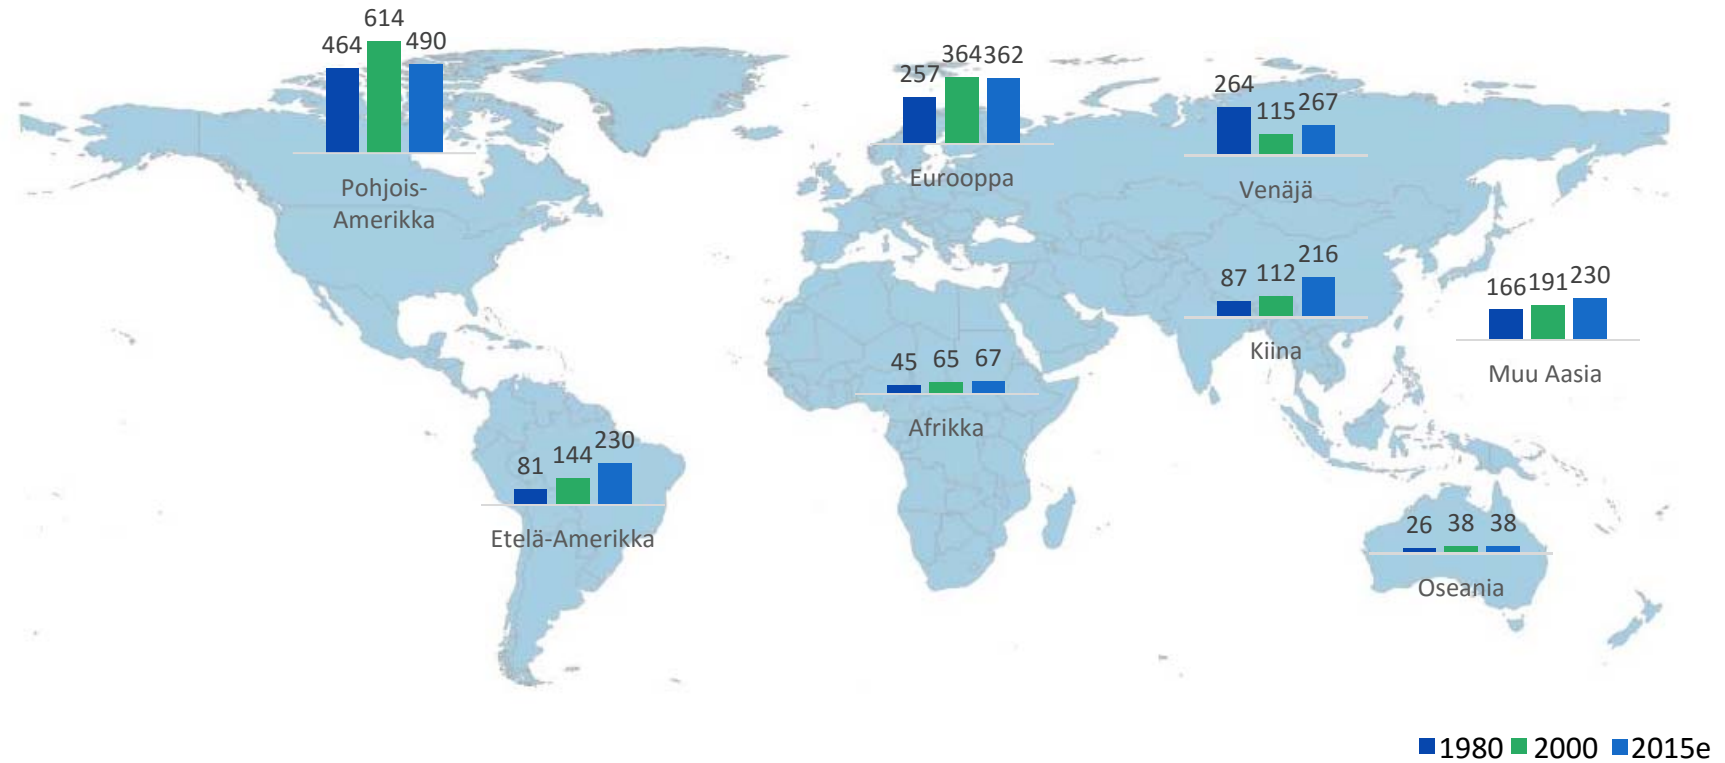 614
464 490
Pohjois-
Amerikka
257 364 362
Eurooppa
264 115 267
Venäjä
87 112 216
Kiina
166 191 230
Muu Aasia
45 65 67
Afrikka
81 144 230
Etelä-Amerikka
26 38 38
Oseania
1980 2000 2015e